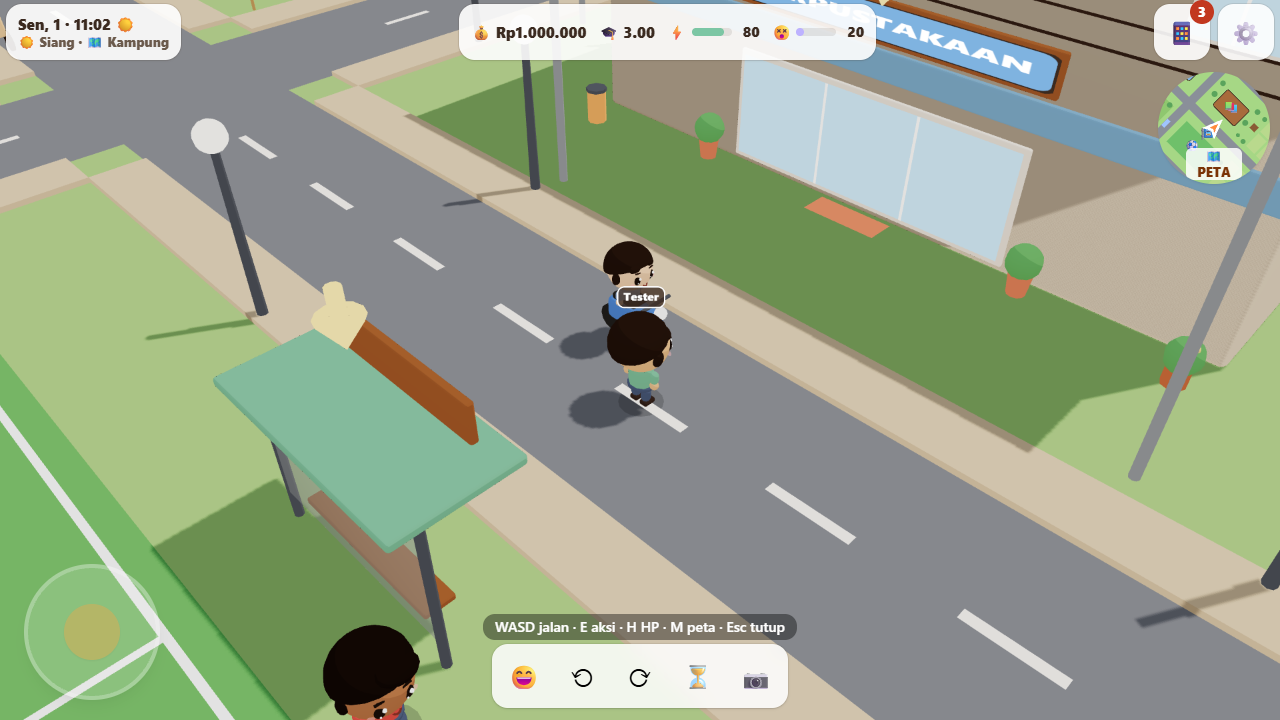 Sen, 1 · 11:02
Siang · Kampung
Rp1.000.000 3.00 80 20
3
PUSTAKAAN
PETA
Tester
WASD jalan · E aksi · H HP · M peta · Esc tutup